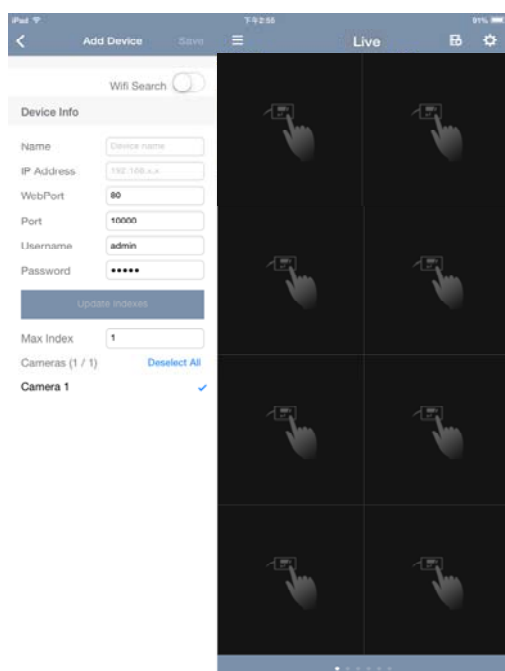 iPad 下午2:55 91%
Add Device Save Live
Wifi Search
Device Info
Name Device name
IP Address 192.168.x.x
WebPort 80
Port 10000
Username admin
Password •••••
Update Indexes
Max Index 1
Cameras (1 / 1) Deselect All
Camera 1